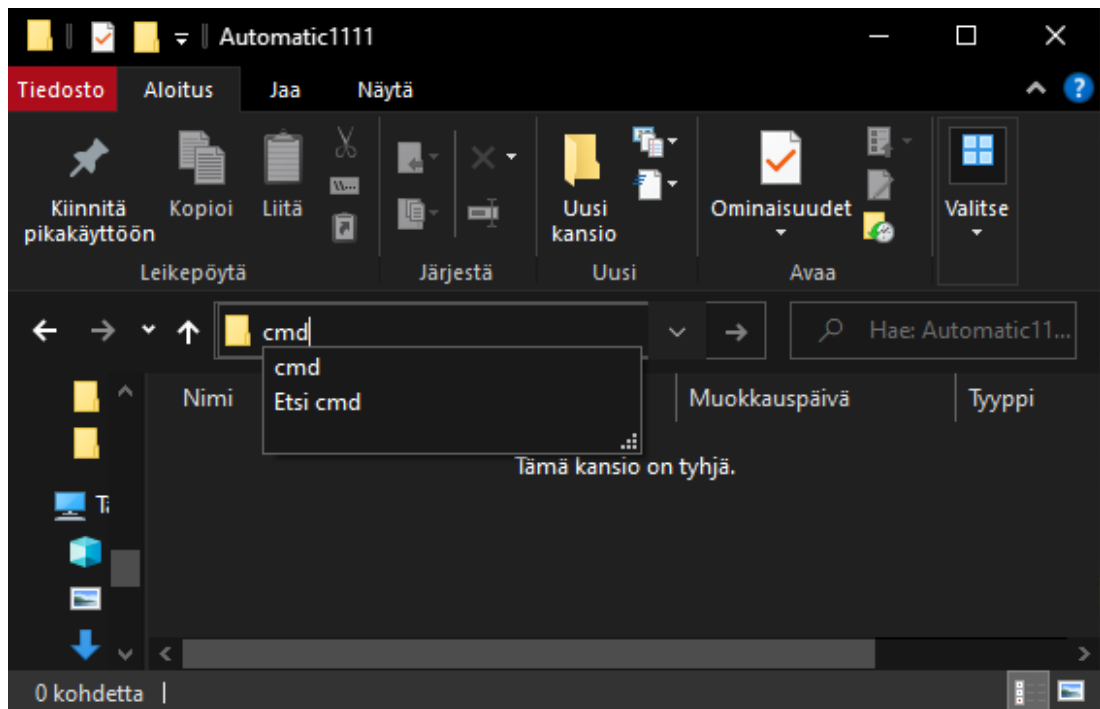 Automatic1111
Tiedosto Aloitus Jaa Näytä
Kiinnitä pikakäyttöön
Kopioi
Liitä
Uusi kansio
Ominaisuudet
Valitse
Leikepöytä Järjestä Uusi Avaa
cmd
Hae: Automatic11...
cmd
Etsi cmd
Nimi Muokkauspäivä Tyyppi
Tämä kansio on tyhjä.
0 kohdetta